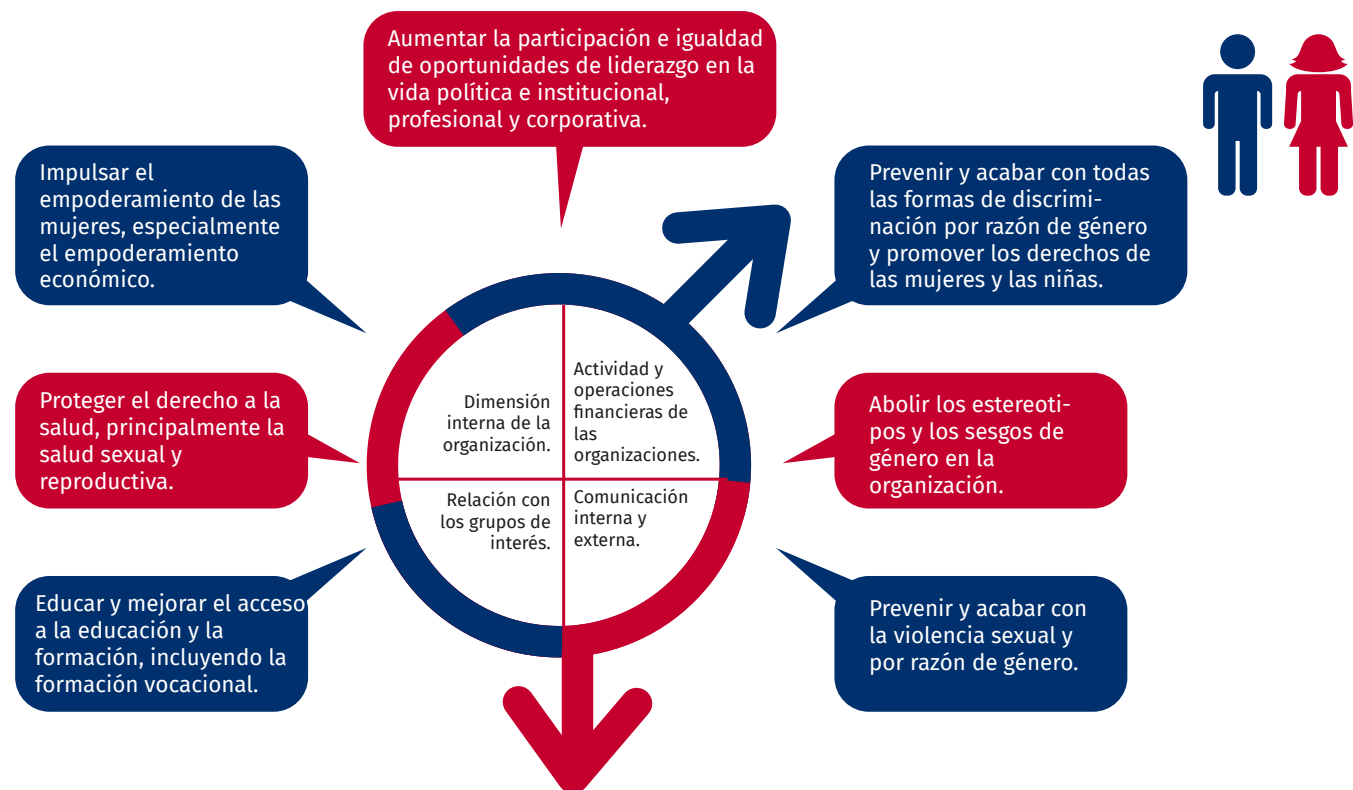 Aumentar la participación e igualdad
de oportunidades de liderazgo en la
vida política e institucional,
profesional y corporativa.
Impulsar el
empoderamiento de las
mujeres, especialmente
el empoderamiento
económico.
Prevenir y acabar con todas
las formas de discrimi-
nación por razón de género
y promover los derechos de
las mujeres y las niñas.
Proteger el derecho a la
salud, principalmente la
salud sexual y
reproductiva.
Dimensión
interna de la
organización.
Actividad y
operaciones
financieras de
las
organizaciones.
Abolir los estereoti-
pos y los sesgos de
género en la
organización.
Relación con
los grupos de
interés.
Comunicación
interna y
externa.
Educar y mejorar el acceso
a la educación y la
formación, incluyendo la
formación vocacional.
Prevenir y acabar con
la violencia sexual y
por razón de género.